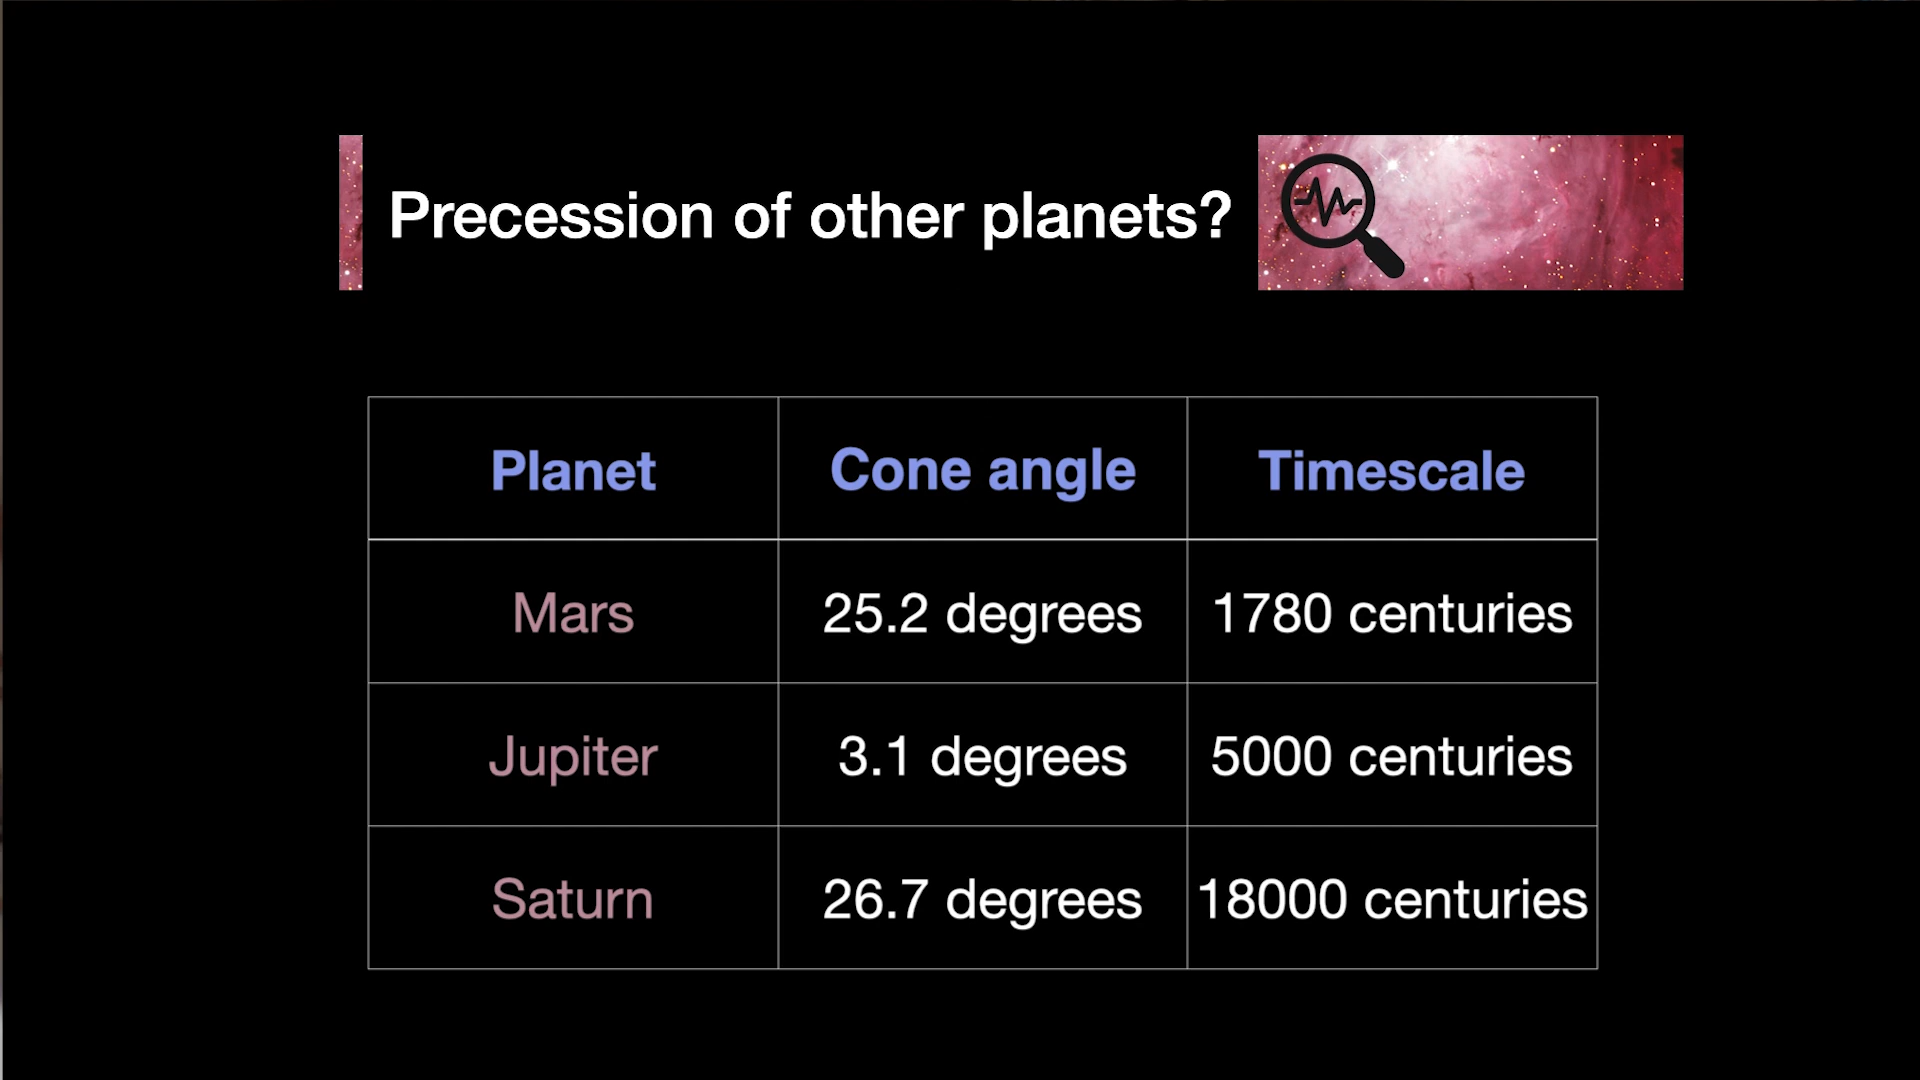 Precession of other planets?
Planet Cone angle Timescale
Mars 25.2 degrees 1780 centuries
Jupiter 3.1 degrees 5000 centuries
Saturn 26.7 degrees 18000 centuries